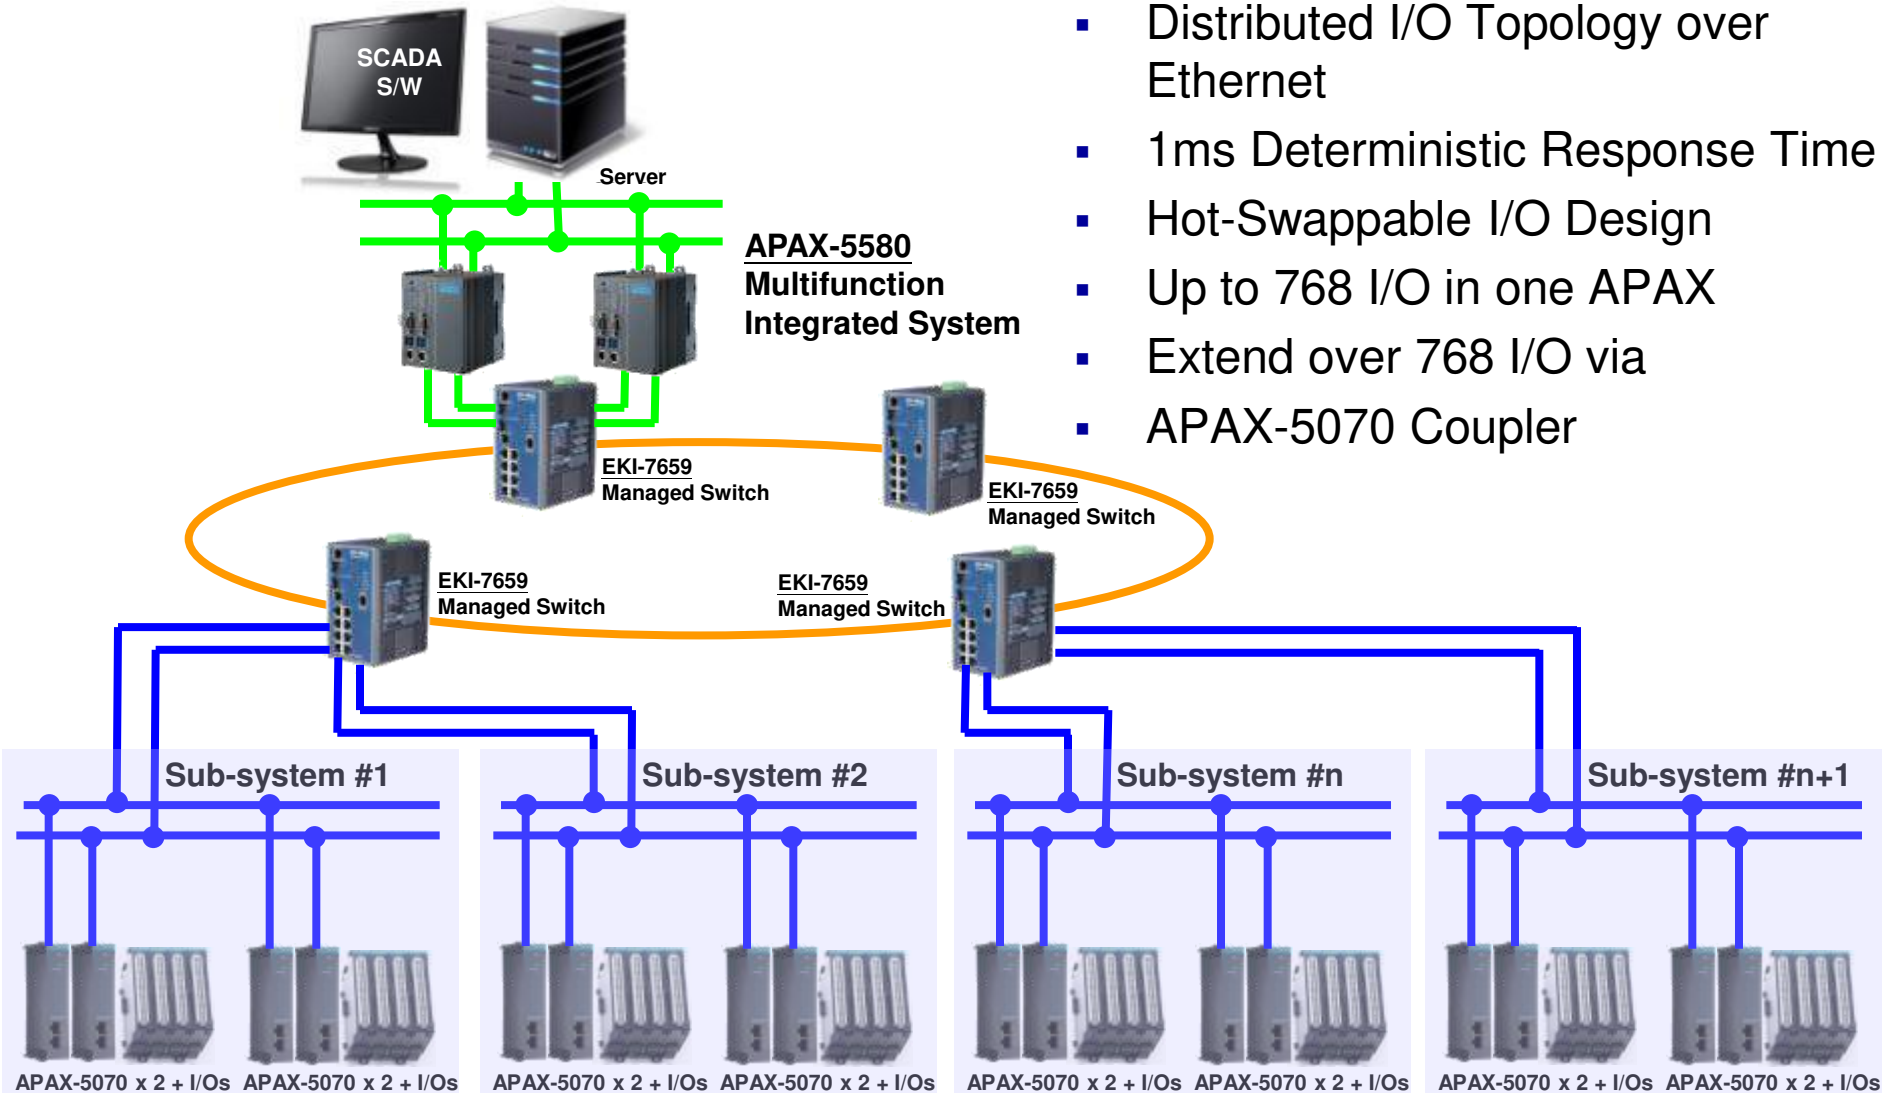 SCADA
S/W
Server
APAX-5580
Multifunction
Integrated System
▪ Distributed I/O Topology over
Ethernet
▪ 1ms Deterministic Response Time
▪ Hot-Swappable I/O Design
▪ Up to 768 I/O in one APAX
▪ Extend over 768 I/O via
▪ APAX-5070 Coupler
EKI-7659
Managed Switch
EKI-7659
Managed Switch
EKI-7659
Managed Switch
EKI-7659
Managed Switch
Sub-system #1
Sub-system #2
Sub-system #n
Sub-system #n+1
APAX-5070 x 2 + I/Os
APAX-5070 x 2 + I/Os
APAX-5070 x 2 + I/Os
APAX-5070 x 2 + I/Os
APAX-5070 x 2 + I/Os
APAX-5070 x 2 + I/Os
APAX-5070 x 2 + I/Os
APAX-5070 x 2 + I/Os